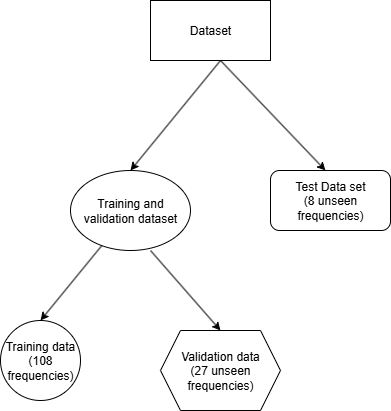 Dataset
Training and
validation dataset
Test Data set
(8 unseen
frequencies)
Training data
(108
frequencies)
Validation data
(27 unseen
frequencies)